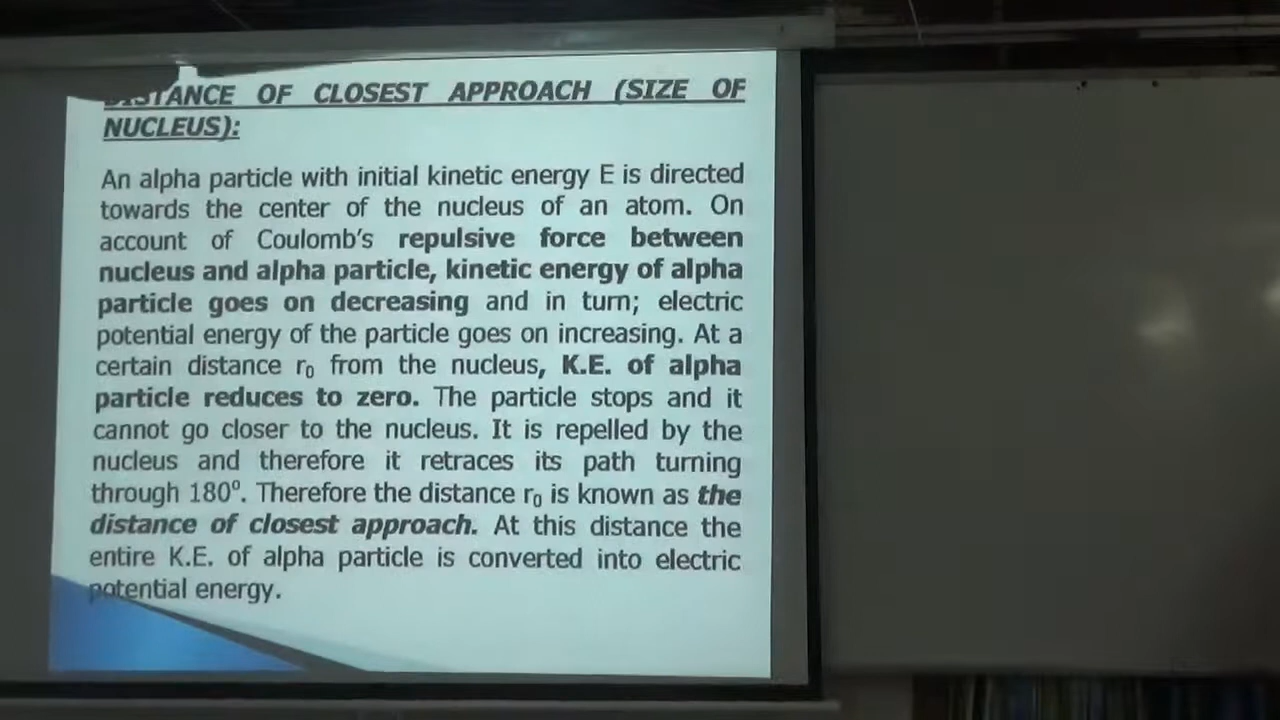 DISTANCE OF CLOSEST APPROACH (SIZE OF
NUCLEUS):
An alpha particle with initial kinetic energy E is directed
towards the center of the nucleus of an atom. On
account of Coulomb's repulsive force between
nucleus and alpha particle, kinetic energy of alpha
particle goes on decreasing and in turn; electric
potential energy of the particle goes on increasing. At a
certain distance r₀ from the nucleus, K.E. of alpha
particle reduces to zero. The particle stops and it
cannot go closer to the nucleus. It is repelled by the
nucleus and therefore it retraces its path turning
through 180°. Therefore the distance r₀ is known as the
distance of closest approach. At this distance the
entire K.E. of alpha particle is converted into electric
potential energy.